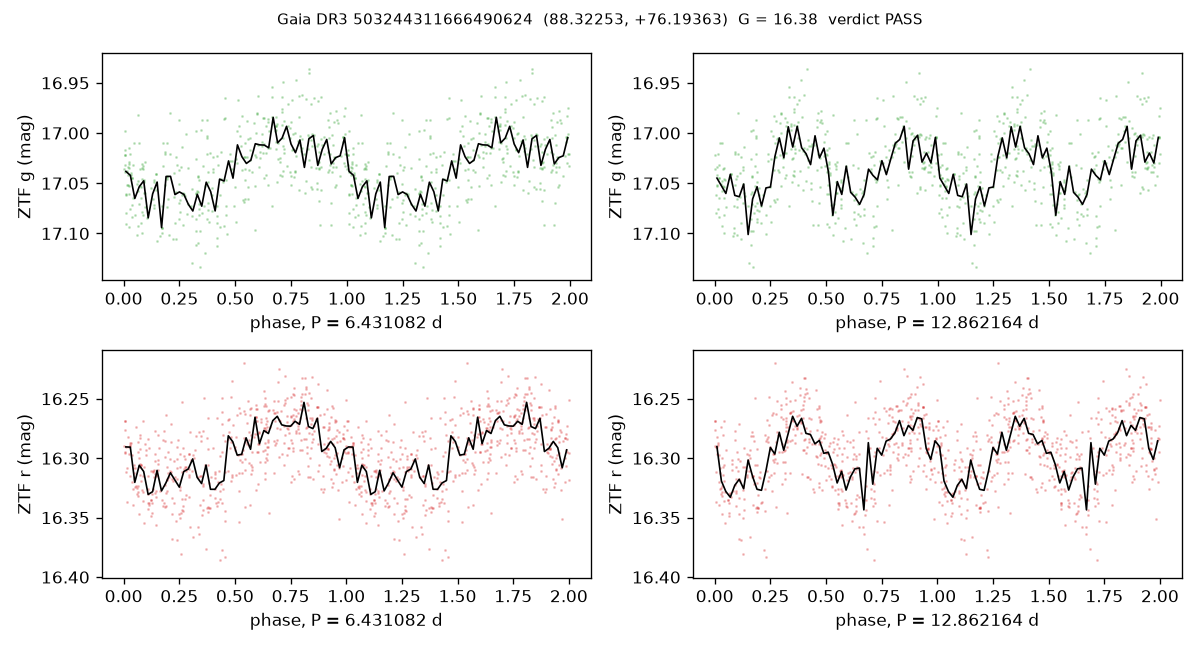 Gaia DR3 503244311666490624 (88.32253, +76.19363) G = 16.38 verdict PASS
ZTF g (mag)
16.95
17.00
17.05
17.10
0.00 0.25 0.50 0.75 1.00 1.25 1.50 1.75 2.00
phase, P = 6.431082 d
ZTF g (mag)
16.95
17.00
17.05
17.10
0.00 0.25 0.50 0.75 1.00 1.25 1.50 1.75 2.00
phase, P = 12.862164 d
ZTF r (mag)
16.25
16.30
16.35
16.40
0.00 0.25 0.50 0.75 1.00 1.25 1.50 1.75 2.00
phase, P = 6.431082 d
ZTF r (mag)
16.25
16.30
16.35
16.40
0.00 0.25 0.50 0.75 1.00 1.25 1.50 1.75 2.00
phase, P = 12.862164 d